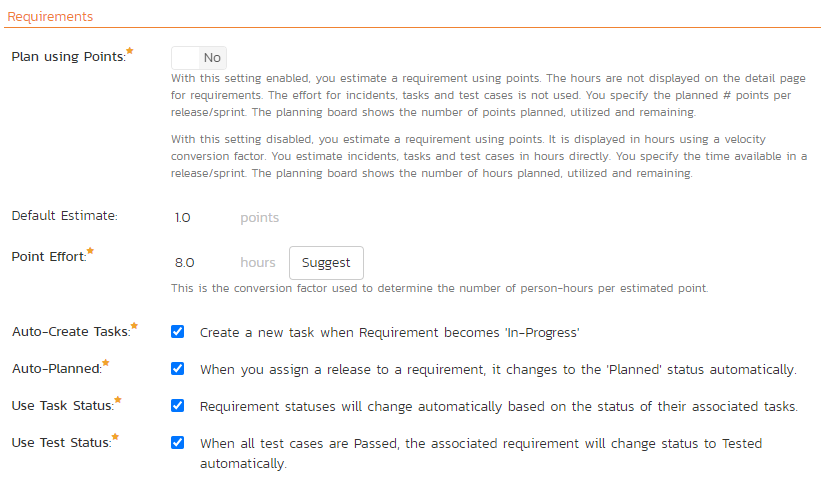 Requirements
Plan using Points:* No
With this setting enabled, you estimate a requirement using points. The hours are not displayed on the detail page
for requirements. The effort for incidents, tasks and test cases is not used. You specify the planned # points per
release/sprint. The planning board shows the number of points planned, utilized and remaining.
With this setting disabled, you estimate a requirement using points. It is displayed in hours using a velocity
conversion factor. You estimate incidents, tasks and test cases in hours directly. You specify the time available in a
release/sprint. The planning board shows the number of hours planned, utilized and remaining.
Default Estimate: 1.0 points
Point Effort:* 8.0 hours Suggest
This is the conversion factor used to determine the number of person-hours per estimated point.
Auto-Create Tasks:* Create a new task when Requirement becomes 'In-Progress'
Auto-Planned:* When you assign a release to a requirement, it changes to the 'Planned' status automatically.
Use Task Status:* Requirement statuses will change automatically based on the status of their associated tasks.
Use Test Status:* When all test cases are Passed, the associated requirement will change status to Tested
automatically.